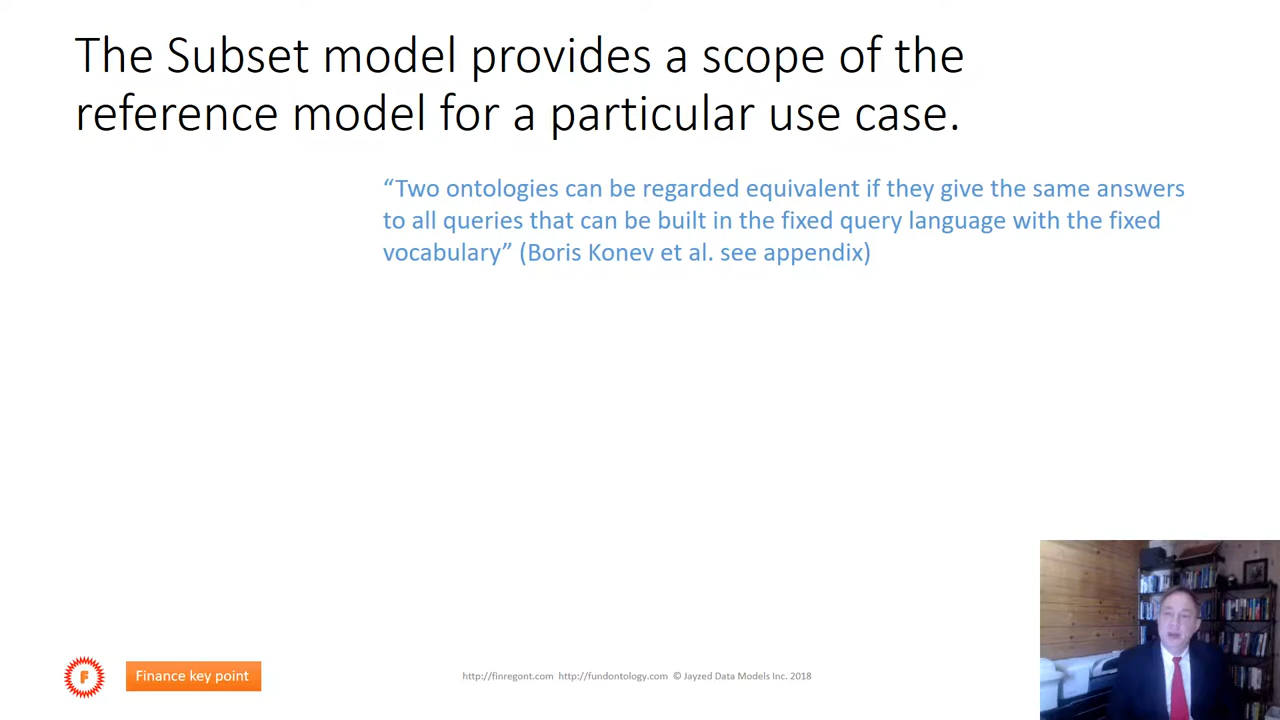 The Subset model provides a scope of the
reference model for a particular use case.
“Two ontologies can be regarded equivalent if they give the same answers
to all queries that can be built in the fixed query language with the fixed
vocabulary” (Boris Konev et al. see appendix)
F
Finance key point
http://finregont.com http://fundontology.com © Jayzed Data Models Inc. 2018